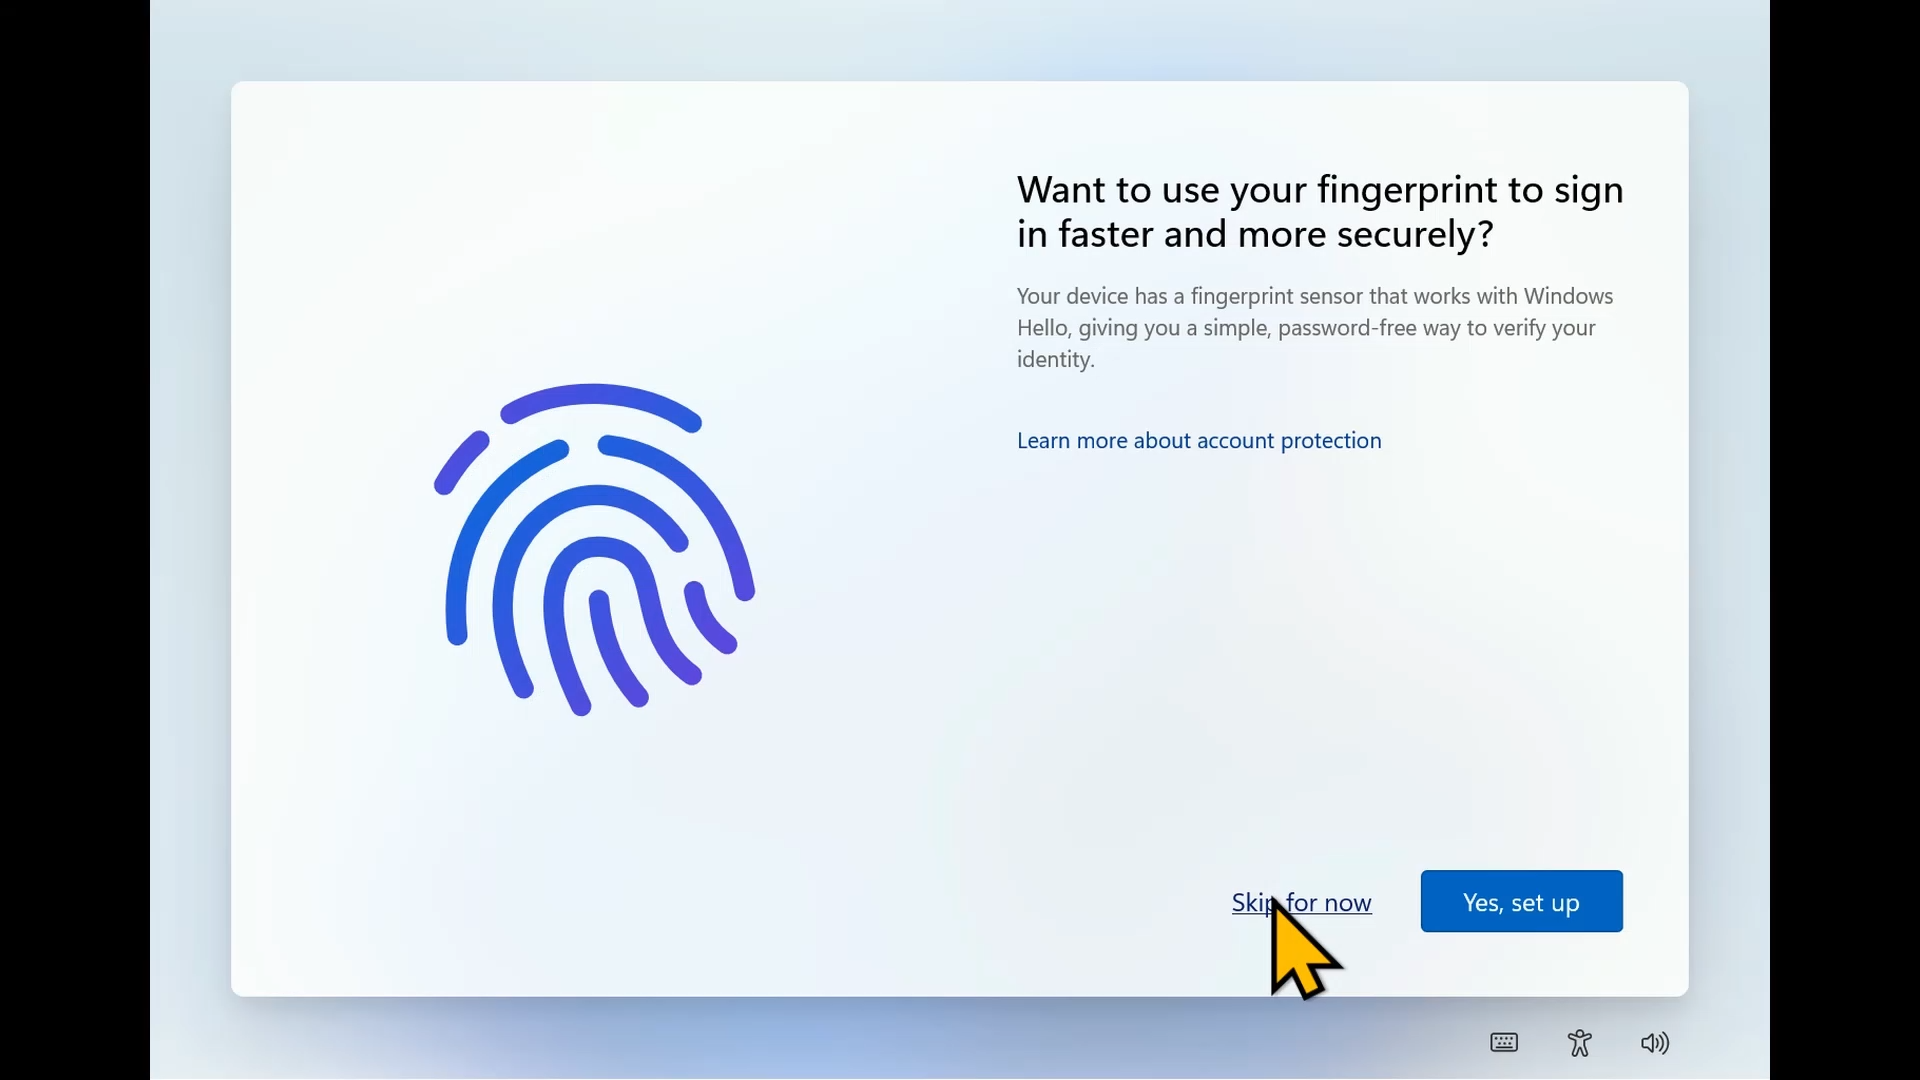 Want to use your fingerprint to sign
in faster and more securely?
Your device has a fingerprint sensor that works with Windows
Hello, giving you a simple, password-free way to verify your
identity.
Learn more about account protection
Skip for now
Yes, set up